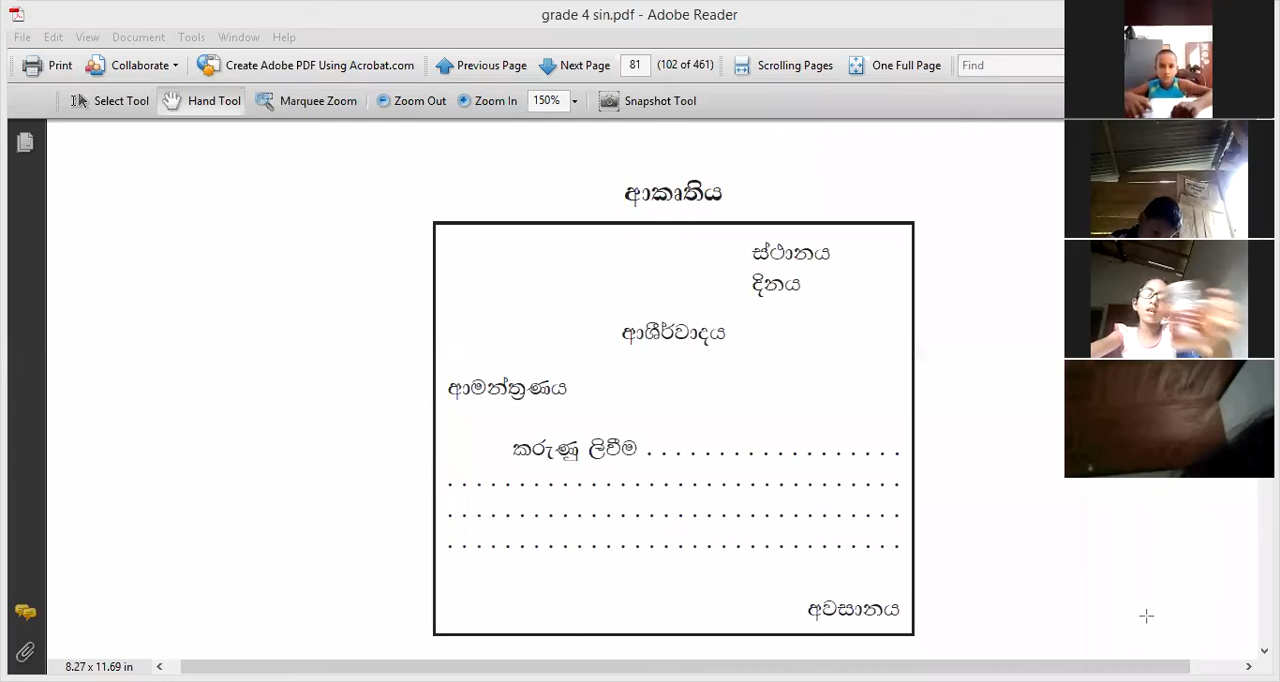 grade 4 sin.pdf - Adobe Reader
File Edit View Document Tools Window Help
Print Collaborate Create Adobe PDF Using Acrobat.com Previous Page Next Page 81 (102 of 461) Scrolling Pages One Full Page Find
Select Tool Hand Tool Marquee Zoom Zoom Out Zoom In 150% Snapshot Tool
ආකෘතිය
ස්ථානය
දිනය
ආශීර්වාදය
ආමන්ත්‍රණය
කරුණු ලිවීම . . . . . . . . . . . . . . . . . .
. . . . . . . . . . . . . . . . . . . . . . . . . . . . . . . .
. . . . . . . . . . . . . . . . . . . . . . . . . . . . . . . .
. . . . . . . . . . . . . . . . . . . . . . . . . . . . . . . .
අවසානය
8.27 x 11.69 in